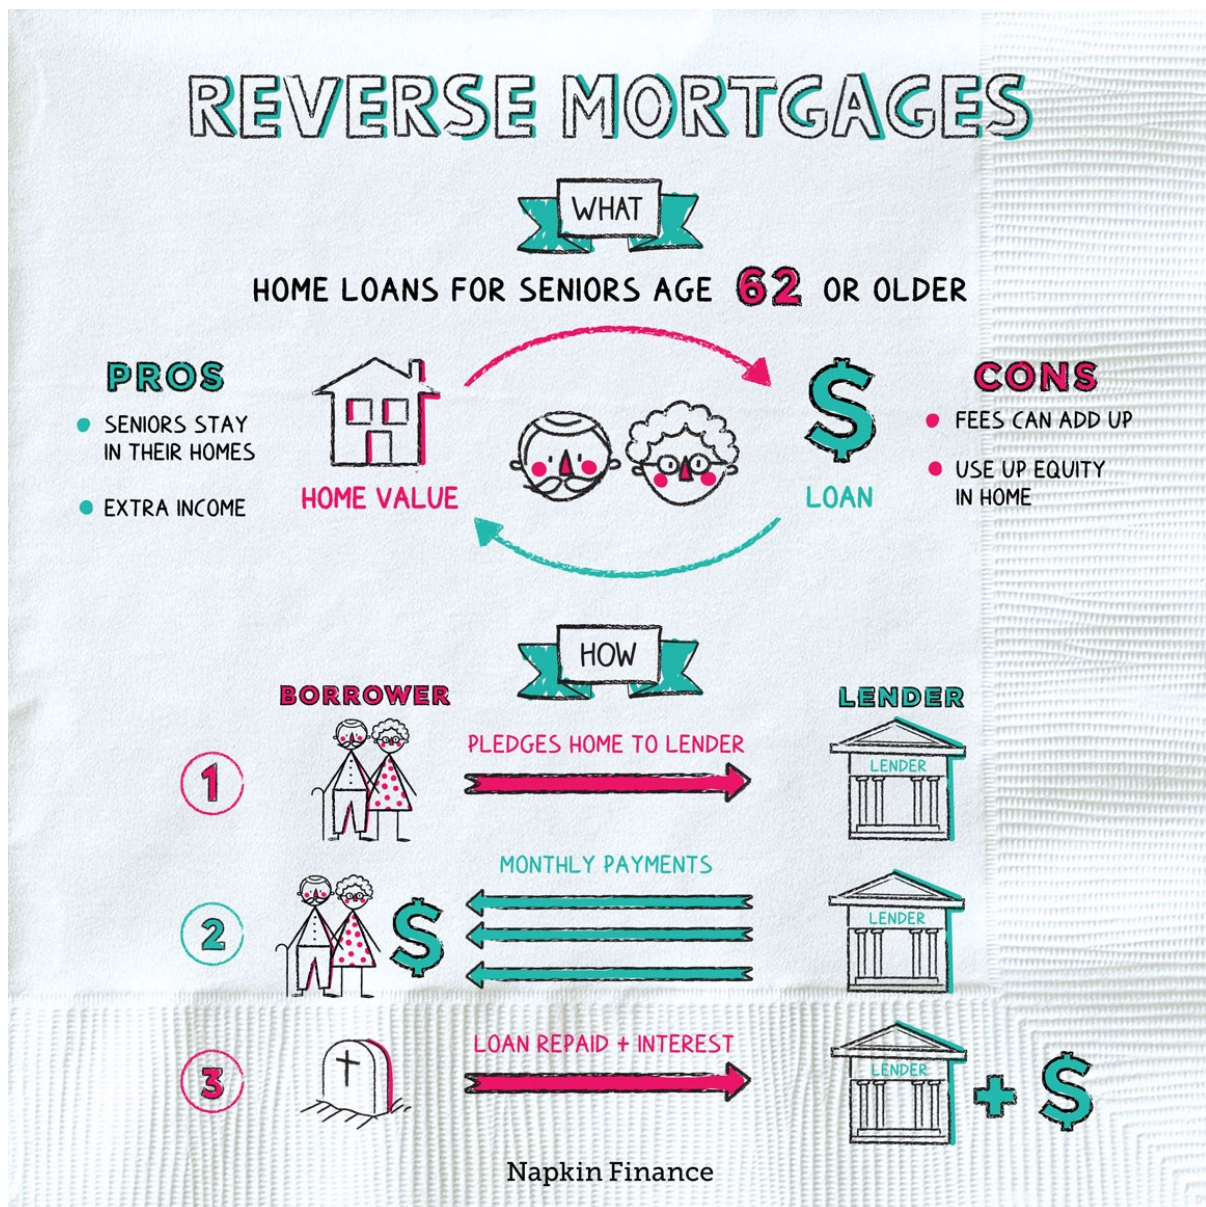 REVERSE MORTGAGES
WHAT
HOME LOANS FOR SENIORS AGE 62 OR OLDER
PROS
SENIORS STAY
IN THEIR HOMES
EXTRA INCOME
HOME VALUE
$
LOAN
CONS
FEES CAN ADD UP
USE UP EQUITY
IN HOME
HOW
BORROWER
LENDER
1
PLEDGES HOME TO LENDER
LENDER
2
$
MONTHLY PAYMENTS
LENDER
3
LOAN REPAID + INTEREST
LENDER
+ $
Napkin Finance